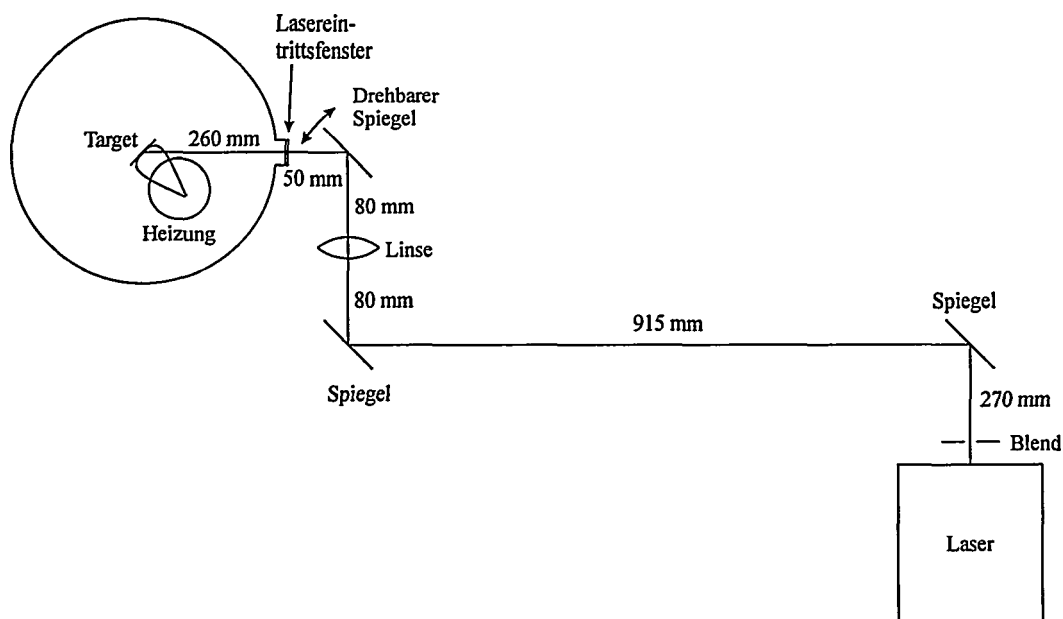 Laserein-
trittsfenster
Drehbarer
Spiegel
Target
260 mm
50 mm
80 mm
Heizung
Linse
80 mm
Spiegel
915 mm
Spiegel
270 mm
Blend
Laser